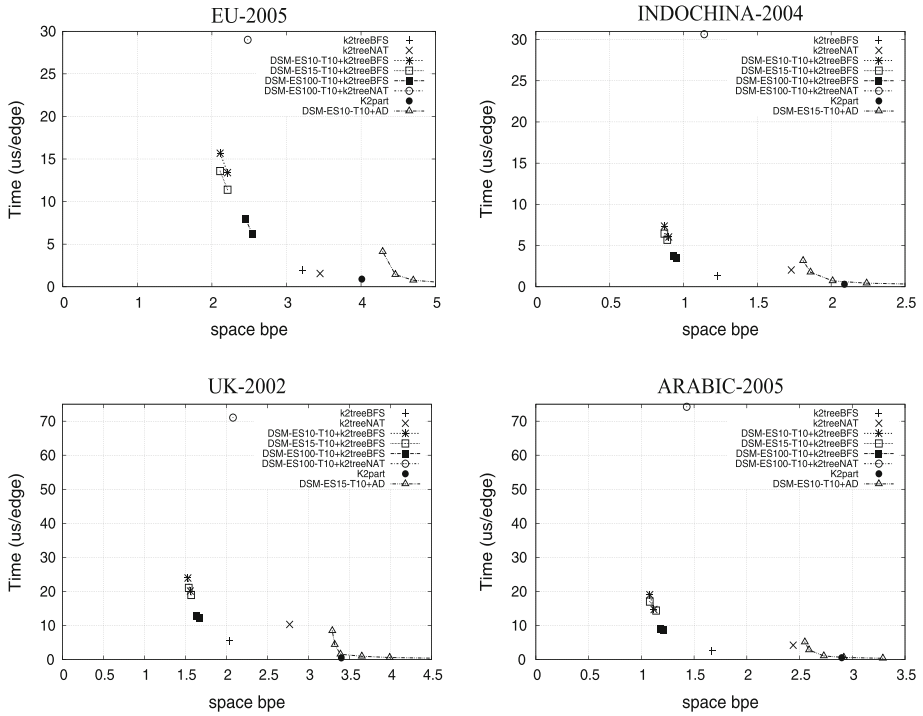 EU-2005
30
25
20
15
10
5
0
Time (us/edge)
k2treeBFS
k2treeNAT
DSM-ES10-T10+k2treeBFS
DSM-ES15-T10+k2treeBFS
DSM-ES100-T10+k2treeBFS
DSM-ES100-T10+k2treeNAT
K2part
DSM-ES10-T10+AD
0 1 2 3 4 5
space bpe
INDOCHINA-2004
30
25
20
15
10
5
0
Time (us/edge)
k2treeBFS
k2treeNAT
DSM-ES10-T10+k2treeBFS
DSM-ES15-T10+k2treeBFS
DSM-ES100-T10+k2treeBFS
DSM-ES100-T10+k2treeNAT
K2part
DSM-ES15-T10+AD
0 0.5 1 1.5 2 2.5
space bpe
UK-2002
70
60
50
40
30
20
10
0
Time (us/edge)
k2treeBFS
k2treeNAT
DSM-ES10-T10+k2treeBFS
DSM-ES15-T10+k2treeBFS
DSM-ES100-T10+k2treeBFS
DSM-ES100-T10+k2treeNAT
K2part
DSM-ES15-T10+AD
0 0.5 1 1.5 2 2.5 3 3.5 4 4.5
space bpe
ARABIC-2005
70
60
50
40
30
20
10
0
Time (us/edge)
k2treeBFS
k2treeNAT
DSM-ES10-T10+k2treeBFS
DSM-ES15-T10+k2treeBFS
DSM-ES100-T10+k2treeBFS
DSM-ES100-T10+k2treeNAT
K2part
DSM-ES10-T10+AD
0 0.5 1 1.5 2 2.5 3 3.5
space bpe